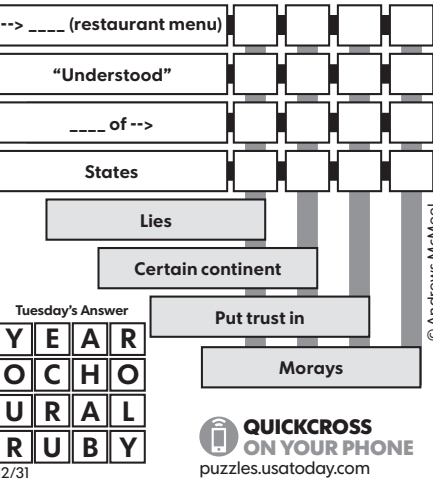 --> ____ (restaurant menu)
“Understood”
____ of -->
States
Lies
Certain continent
Put trust in
Morays
© Andrews McMeel
Tuesday’s Answer
Y E A R
O C H O
U R A L
R U B Y
2/31
QUICKCROSS
ON YOUR PHONE
puzzles.usatoday.com